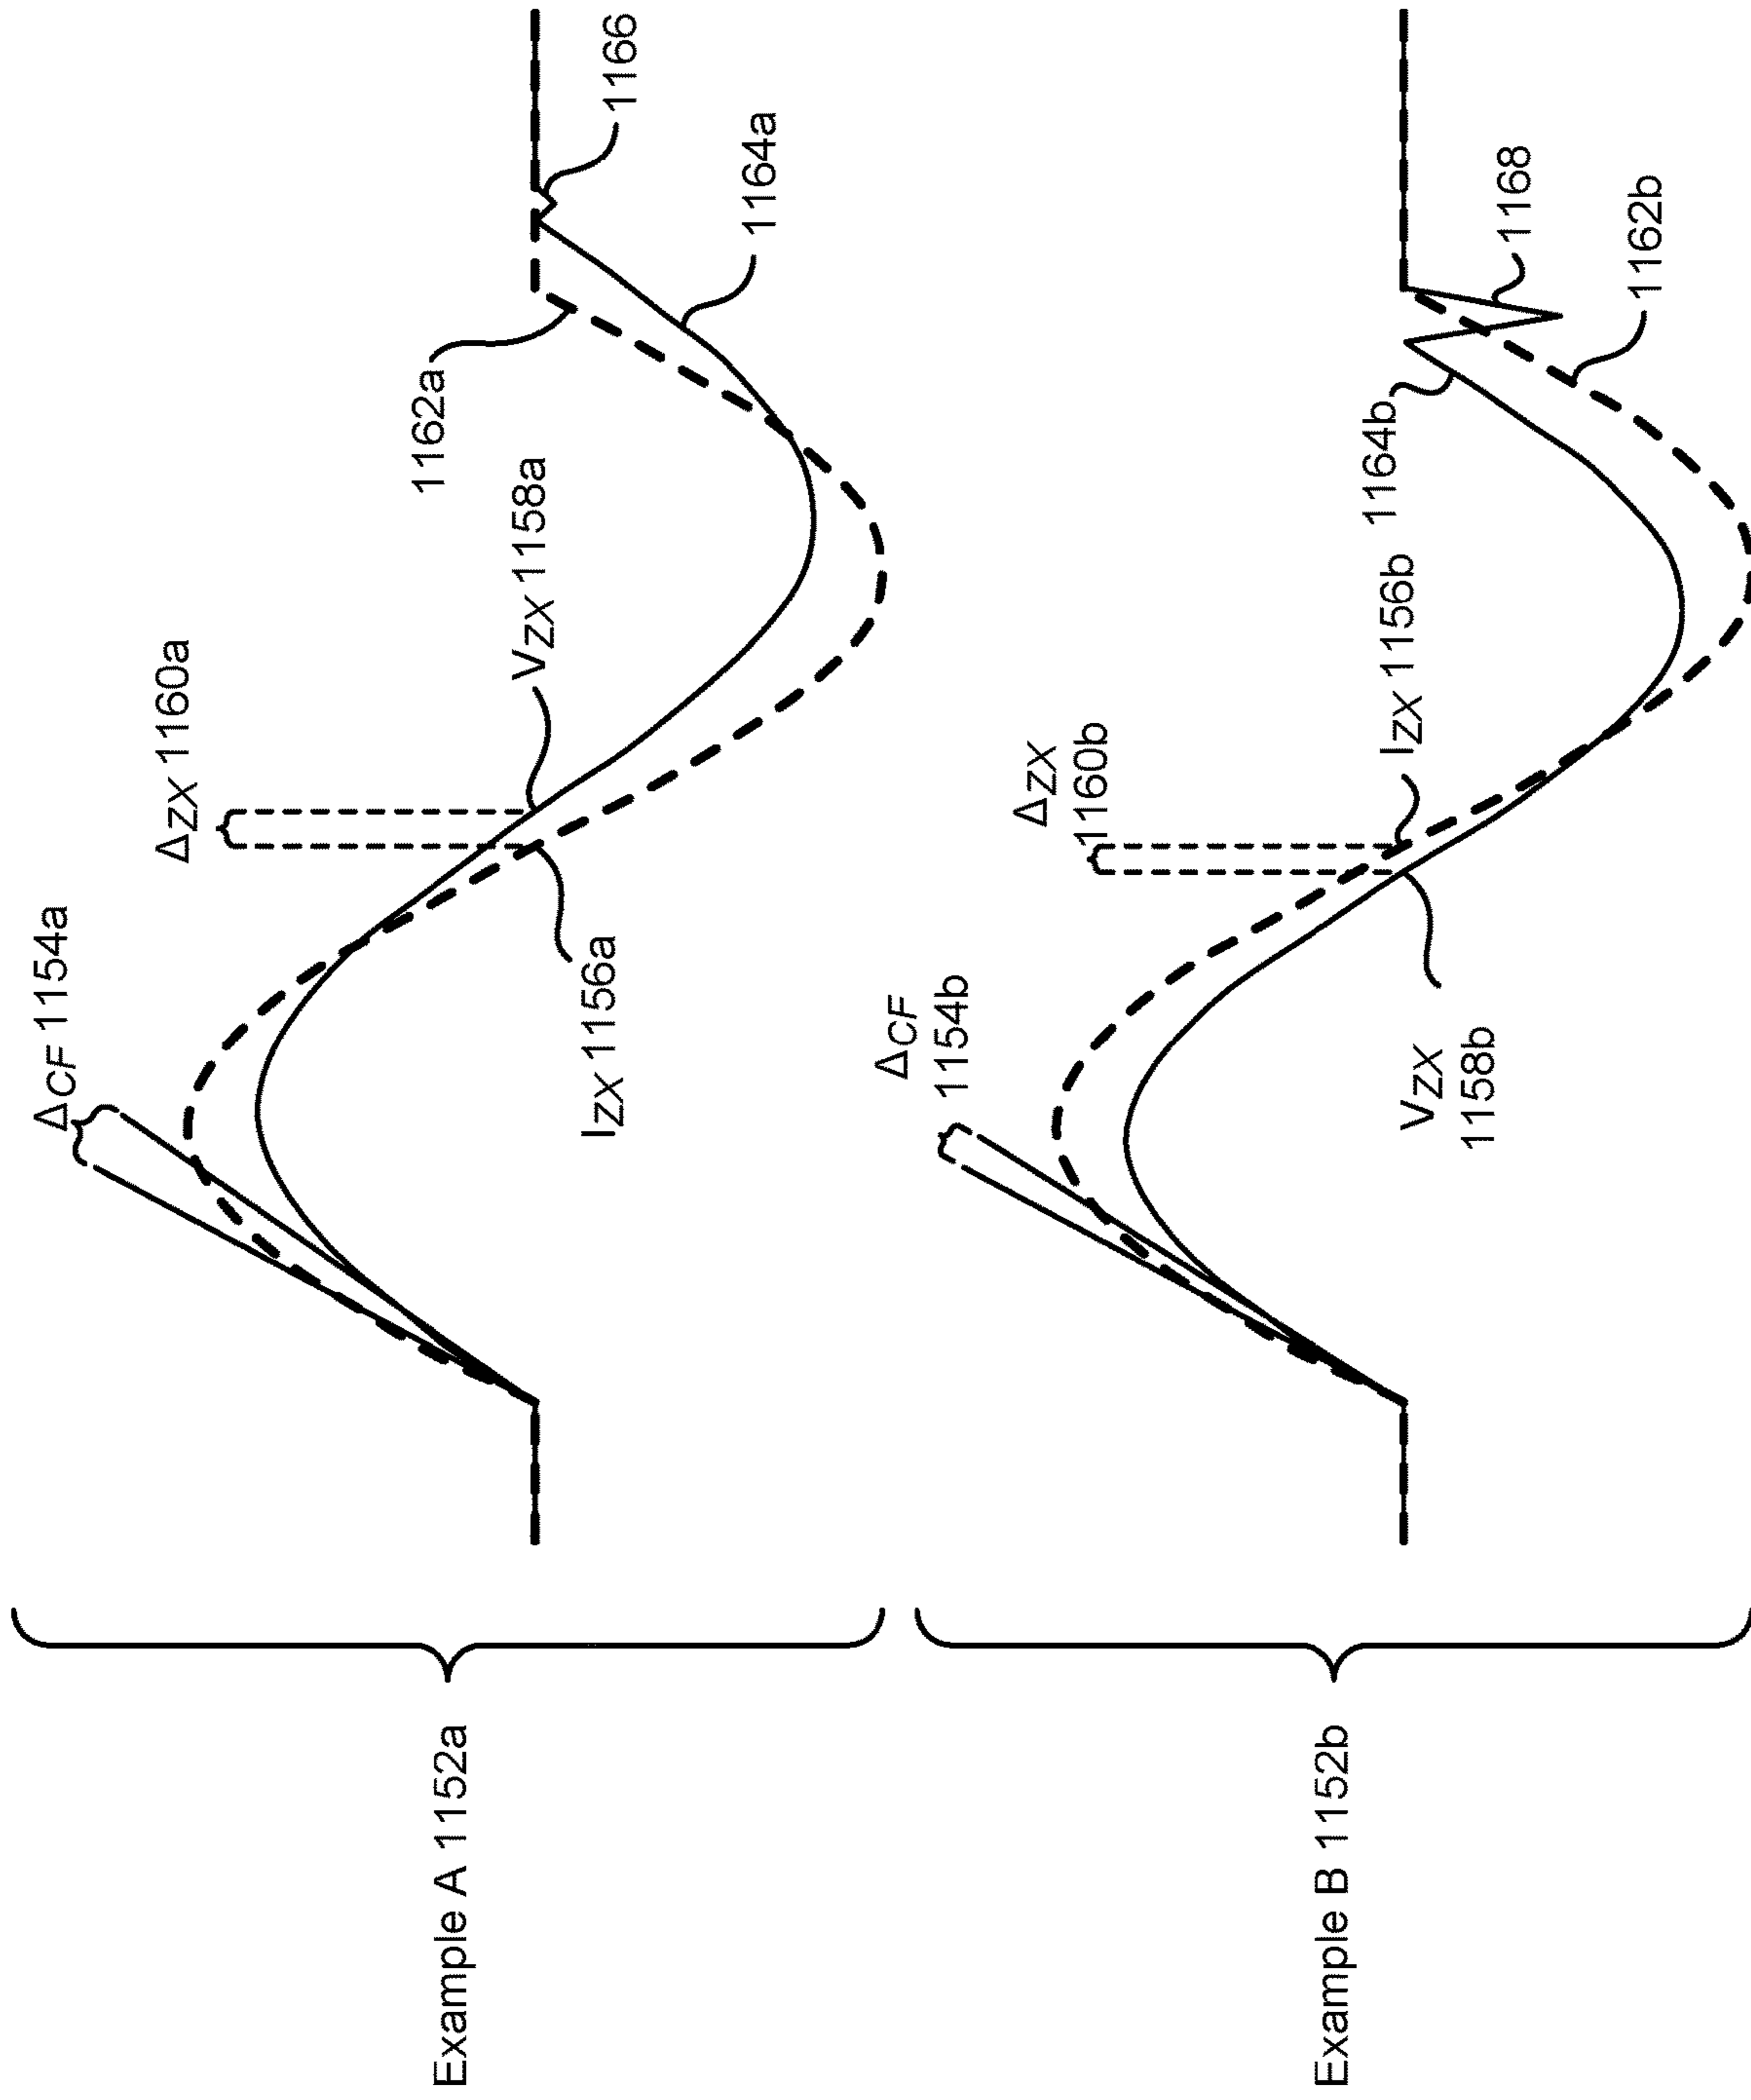 Example A 1152a
ΔCF 1154a
ΔZX 1160a
IZX 1156a
VZX 1158a
1162a
1164a
1166
Example B 1152b
ΔCF
1154b
ΔZX
1160b
VZX
1158b
IZX 1156b
1164b
1168
1162b